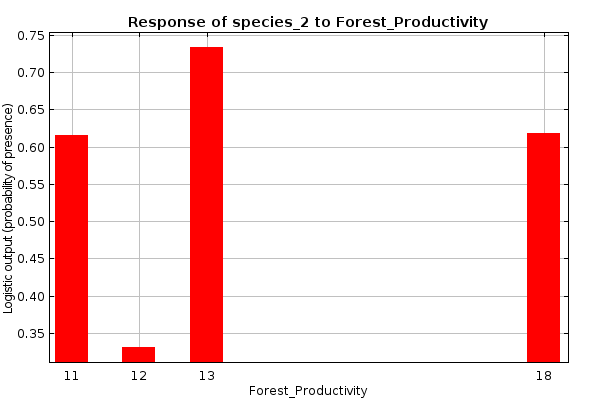 Response of species_2 to Forest_Productivity
Logistic output (probability of presence)
0.75
0.70
0.65
0.60
0.55
0.50
0.45
0.40
0.35
11 12 13 18
Forest_Productivity